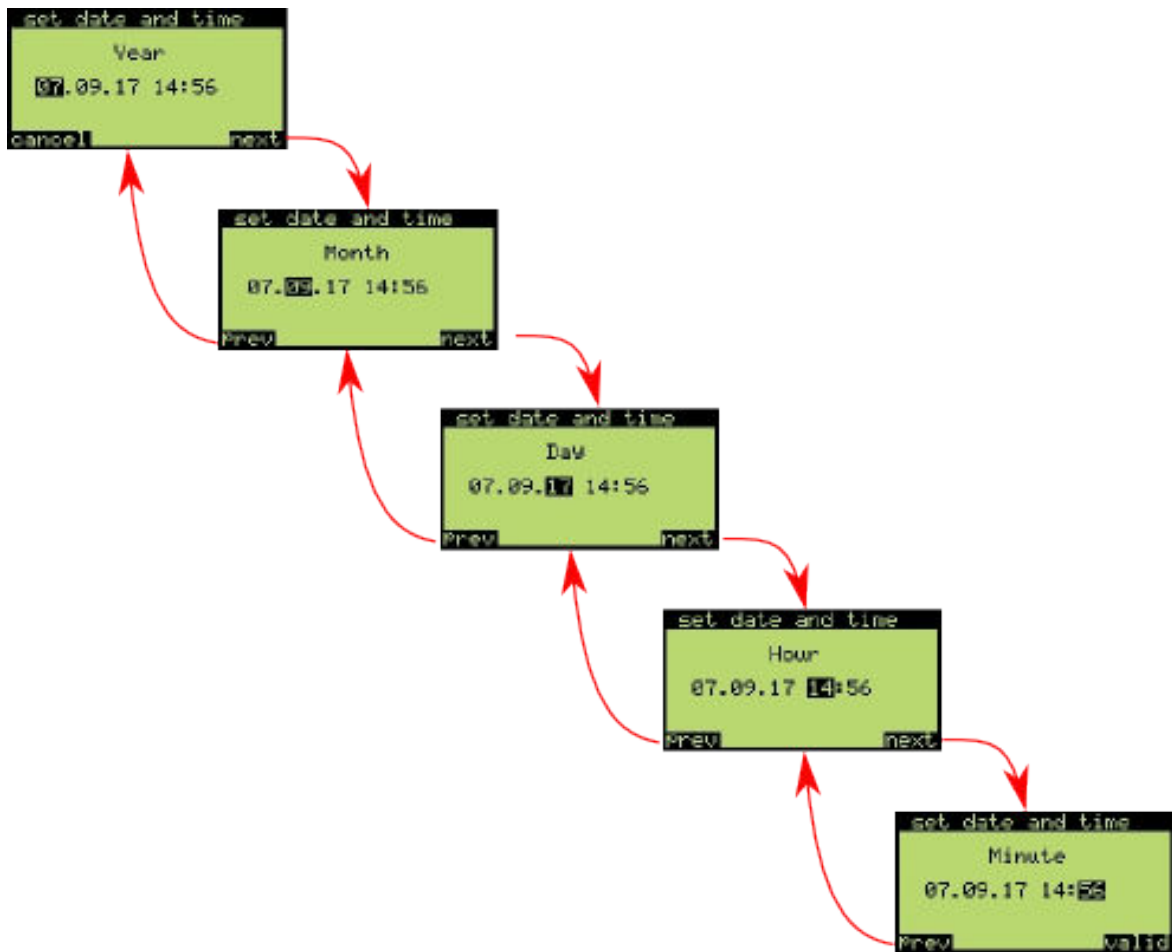 set date and time
Year
07.09.17 14:56
cancel next
set date and time
Month
07.09.17 14:56
Prev next
set date and time
Day
07.09.17 14:56
Prev next
set date and time
Hour
07.09.17 14:56
Prev next
set date and time
Minute
07.09.17 14:56
Prev valid